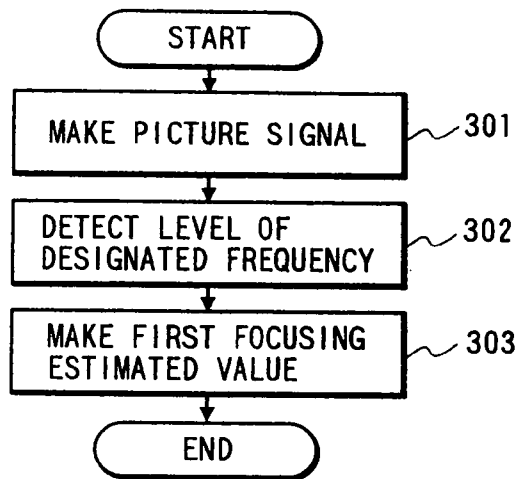 START
MAKE PICTURE SIGNAL
301
DETECT LEVEL OF
DESIGNATED FREQUENCY
302
MAKE FIRST FOCUSING
ESTIMATED VALUE
303
END